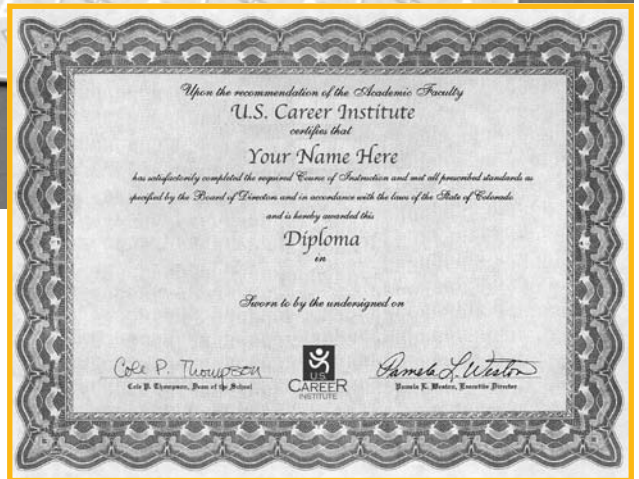 Upon the recommendation of the Academic Faculty
U.S. Career Institute
certifies that
Your Name Here
has satisfactorily completed the required Course of Instruction and met all prescribed standards as
specified by the Board of Directors and in accordance with the laws of the State of Colorado
and is hereby awarded this
Diploma
in
Sworn to by the undersigned on
Cole P. Thompson
Cole P. Thompson, Dean of the School
U.S.
CAREER
INSTITUTE
Pamela L. Weston
Pamela L. Weston, Executive Director